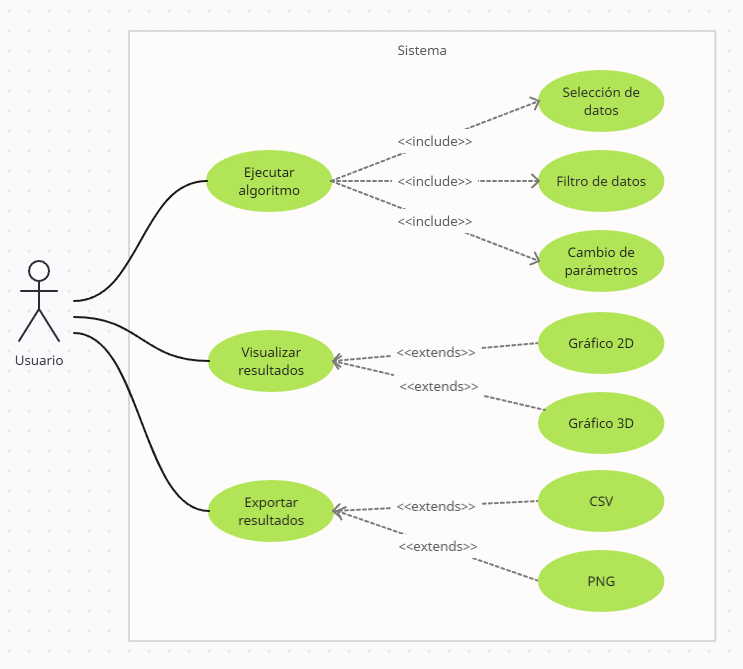 Sistema
Selección de
datos
<<include>>
Ejecutar
algoritmo
<<include>>
Filtro de datos
<<include>>
Cambio de
parámetros
Usuario
Visualizar
resultados
<<extends>>
Gráfico 2D
<<extends>>
Gráfico 3D
Exportar
resultados
<<extends>>
CSV
<<extends>>
PNG